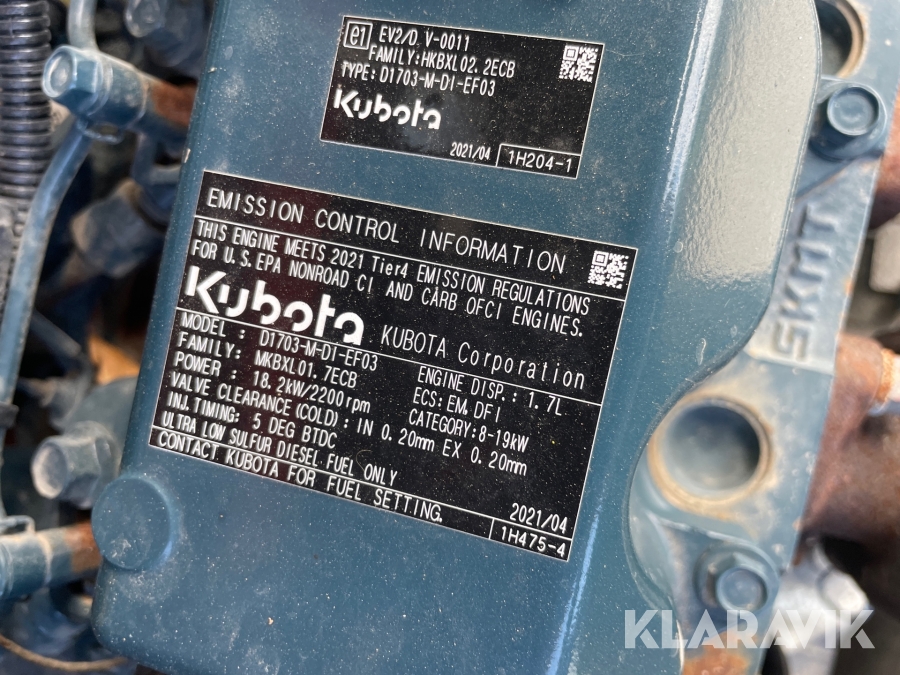 e1
EV2/D V-0011
FAMILY: HKBXL02.2ECB
TYPE: D1703-M-DI-EF03
Kubota
2021/04 1H204-1
EMISSION CONTROL INFORMATION
THIS ENGINE MEETS 2021 Tier4 EMISSION REGULATIONS
FOR U.S.EPA NONROAD CI AND CARB OFCI ENGINES.
Kubota KUBOTA Corporation
MODEL : D1703-M-DI-EF03
FAMILY: MKBXL01.7ECB
POWER : 18.2kW/2200rpm
ENGINE DISP.: 1.7L
ECS: EM, DFI
CATEGORY: 8-19kW
VALVE CLEARANCE (COLD): IN 0.20mm EX 0.20mm
INJ. TIMING: 5 DEG BTDC
ULTRA LOW SULFUR DIESEL FUEL ONLY
CONTACT KUBOTA FOR FUEL SETTING.
2021/04
1H475-4
SKMT
KLARAVIK